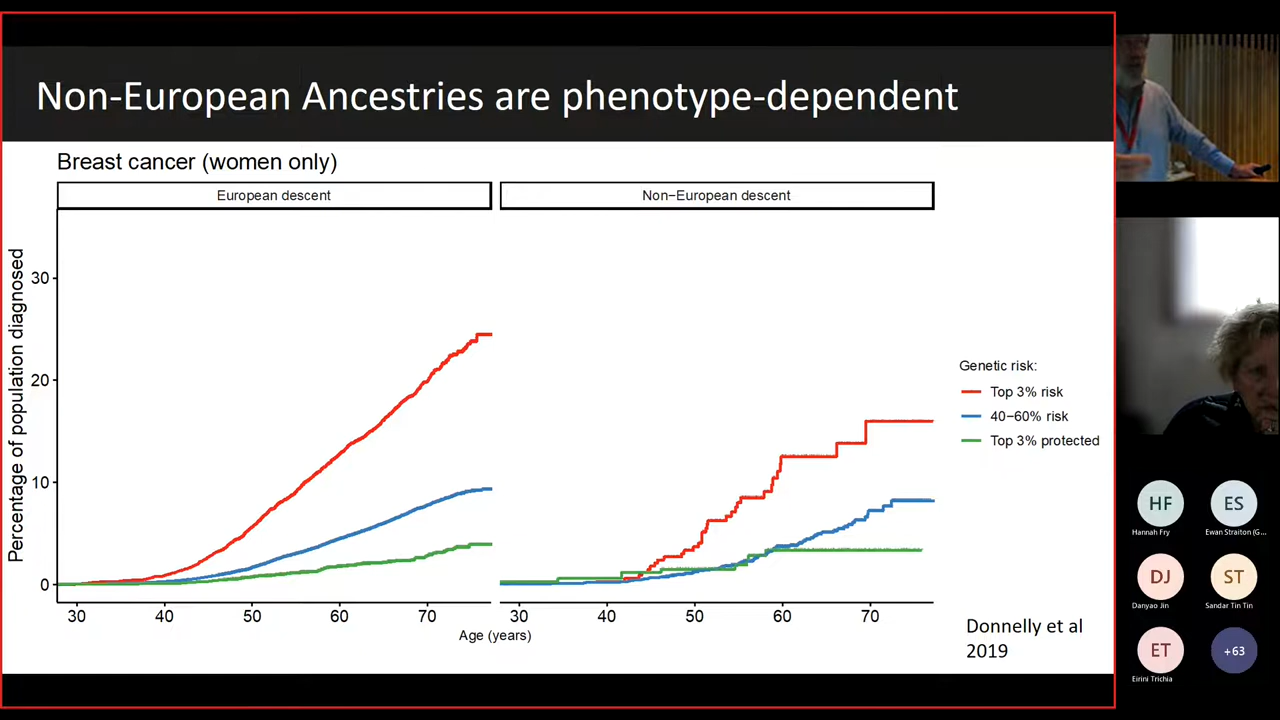 Non-European Ancestries are phenotype-dependent
Breast cancer (women only)
European descent
Non−European descent
Percentage of population diagnosed
30
20
10
0
30 40 50 60 70
30 40 50 60 70
Age (years)
Genetic risk:
Top 3% risk
40−60% risk
Top 3% protected
Donnelly et al
2019
HF
Hannah Fry
ES
Ewan Straiton (G...
DJ
Danyao Jin
ST
Sandar Tin Tin
ET
Eirini Trichia
+63